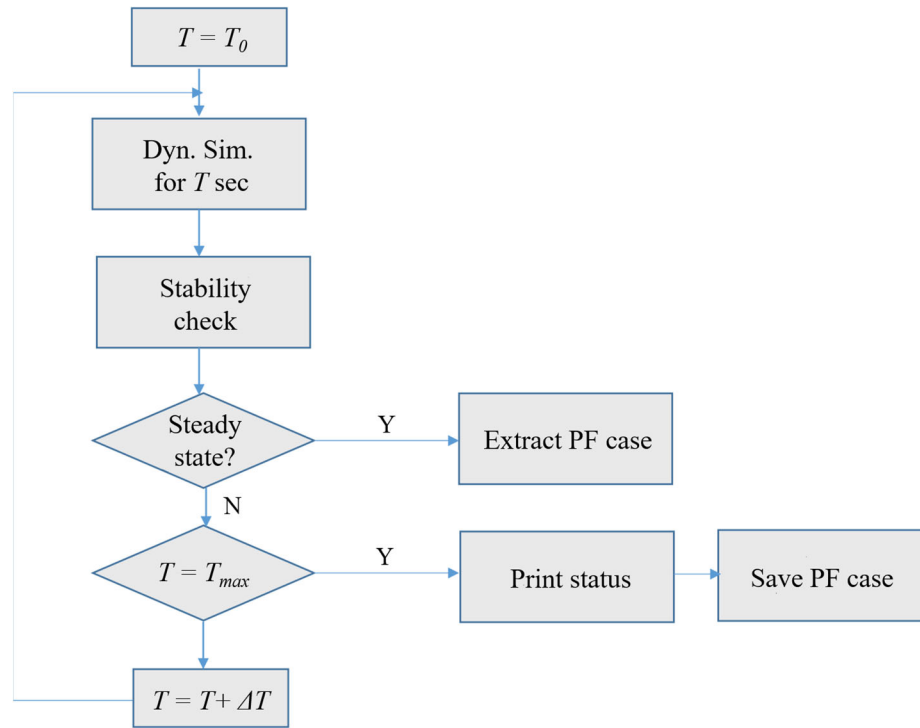 T = T₀
Dyn. Sim.
for T sec
Stability
check
Steady
state?
Y
Extract PF case
N
T = Tₘₐₓ
Y
Print status
Save PF case
T = T+ ΔT